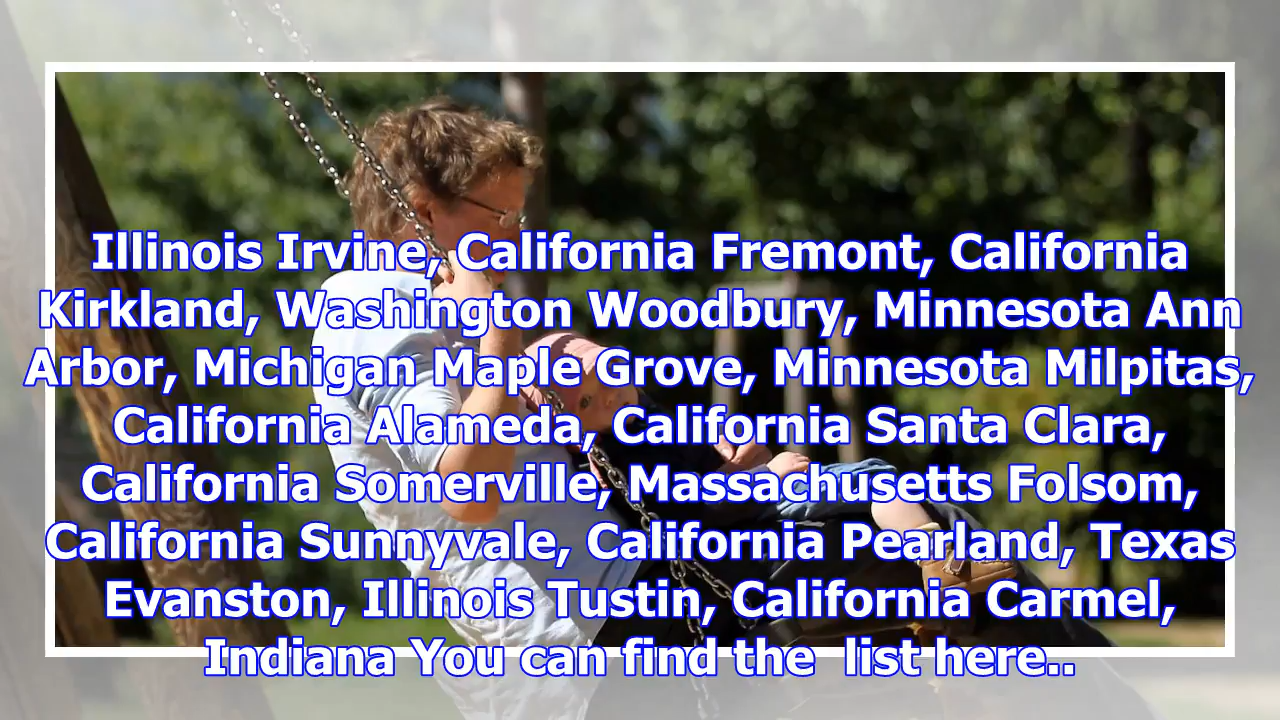 Illinois Irvine, California Fremont, California
Kirkland, Washington Woodbury, Minnesota Ann
Arbor, Michigan Maple Grove, Minnesota Milpitas,
California Alameda, California Santa Clara,
California Somerville, Massachusetts Folsom,
California Sunnyvale, California Pearland, Texas
Evanston, Illinois Tustin, California Carmel,
Indiana You can find the  list here..